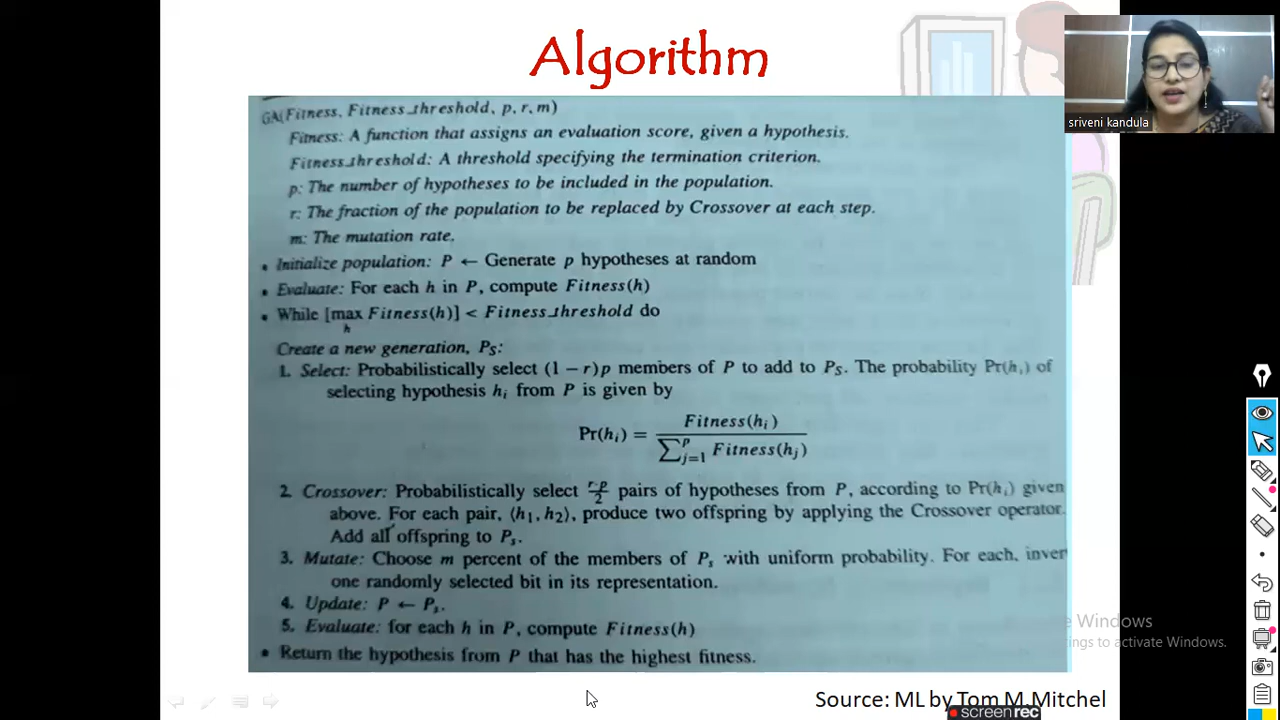 Algorithm
sriveni kandula
GA(Fitness, Fitness_threshold, p, r, m)
Fitness: A function that assigns an evaluation score, given a hypothesis.
Fitness_threshold: A threshold specifying the termination criterion.
p: The number of hypotheses to be included in the population.
r: The fraction of the population to be replaced by Crossover at each step.
m: The mutation rate.
• Initialize population: P ← Generate p hypotheses at random
• Evaluate: For each h in P, compute Fitness(h)
• While [max Fitness(h)] < Fitness_threshold do
h
Create a new generation, PS:
1. Select: Probabilistically select (1 − r)p members of P to add to PS. The probability Pr(hi) of
selecting hypothesis hi from P is given by
Pr(hi) = Fitness(hi) / ∑p j=1 Fitness(hj)
2. Crossover: Probabilistically select r·p/2 pairs of hypotheses from P, according to Pr(hi) given
above. For each pair, ⟨h1, h2⟩, produce two offspring by applying the Crossover operator.
Add all offspring to Ps.
3. Mutate: Choose m percent of the members of Ps with uniform probability. For each, inver
one randomly selected bit in its representation.
4. Update: P ← Ps.
5. Evaluate: for each h in P, compute Fitness(h)
• Return the hypothesis from P that has the highest fitness.
e Windows
tings to activate Windows.
Source: ML by Tom M Mitchel
screen rec